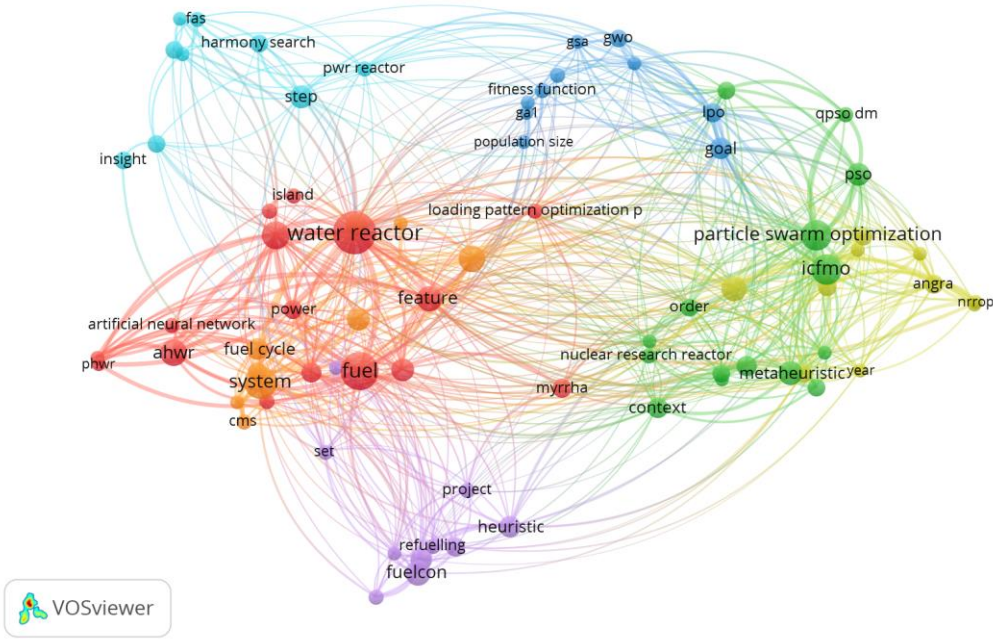 fas
harmony search
gsa
gwo
pwr reactor
step
fitness function
ga1
lpo
qpso dm
population size
goal
insight
pso
island
loading pattern optimization p
water reactor
particle swarm optimization
icfmo
angra
feature
nrrop
power
order
artificial neural network
fuel cycle
nuclear research reactor
phwr
ahwr
system
fuel
metaheuristic
year
myrrha
context
cms
set
project
heuristic
refuelling
fuelcon
VOSviewer